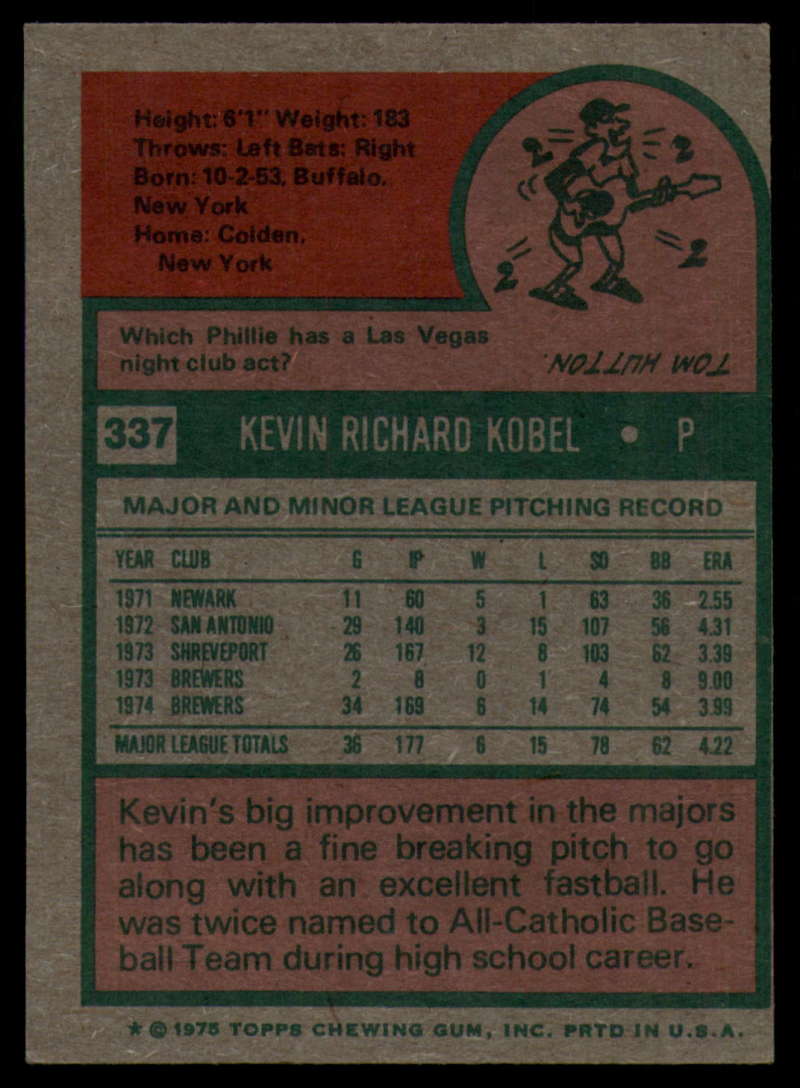 Height: 6'1" Weight: 183
Throws: Left Bats: Right
Born: 10-2-53, Buffalo,
New York
Home: Colden,
New York
2 2
2 2
Which Phillie has a Las Vegas
night club act?
TOM HUTTON.
337 KEVIN RICHARD KOBEL • P
MAJOR AND MINOR LEAGUE PITCHING RECORD
YEAR CLUB G IP W L SO BB ERA
1971 NEWARK 11 60 5 1 63 36 2.55
1972 SAN ANTONIO 29 140 3 15 107 56 4.31
1973 SHREVEPORT 26 167 12 8 103 62 3.39
1973 BREWERS 2 8 0 1 4 8 9.00
1974 BREWERS 34 169 6 14 74 54 3.99
MAJOR LEAGUE TOTALS 36 177 6 15 78 62 4.22
Kevin's big improvement in the majors
has been a fine breaking pitch to go
along with an excellent fastball. He
was twice named to All-Catholic Base-
ball Team during high school career.
★ © 1975 TOPPS CHEWING GUM, INC. PRTD IN U.S.A.